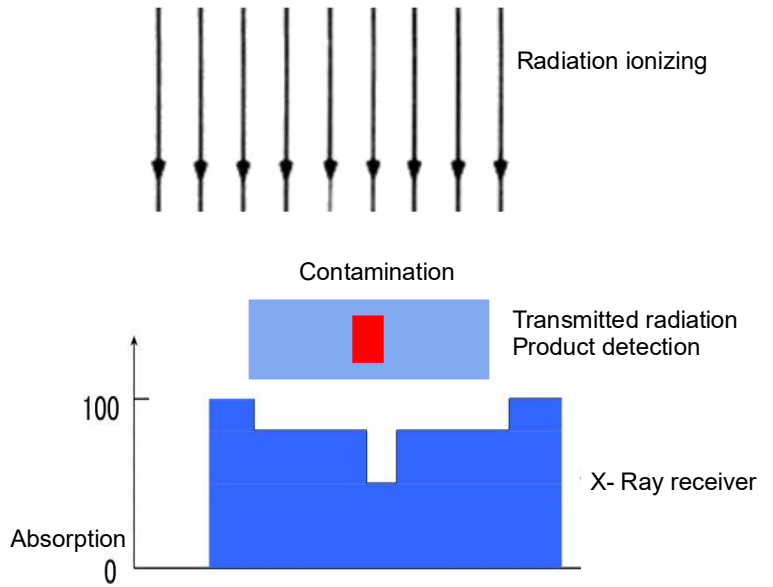 Radiation ionizing
Contamination
Transmitted radiation
Product detection
100
X- Ray receiver
Absorption
0